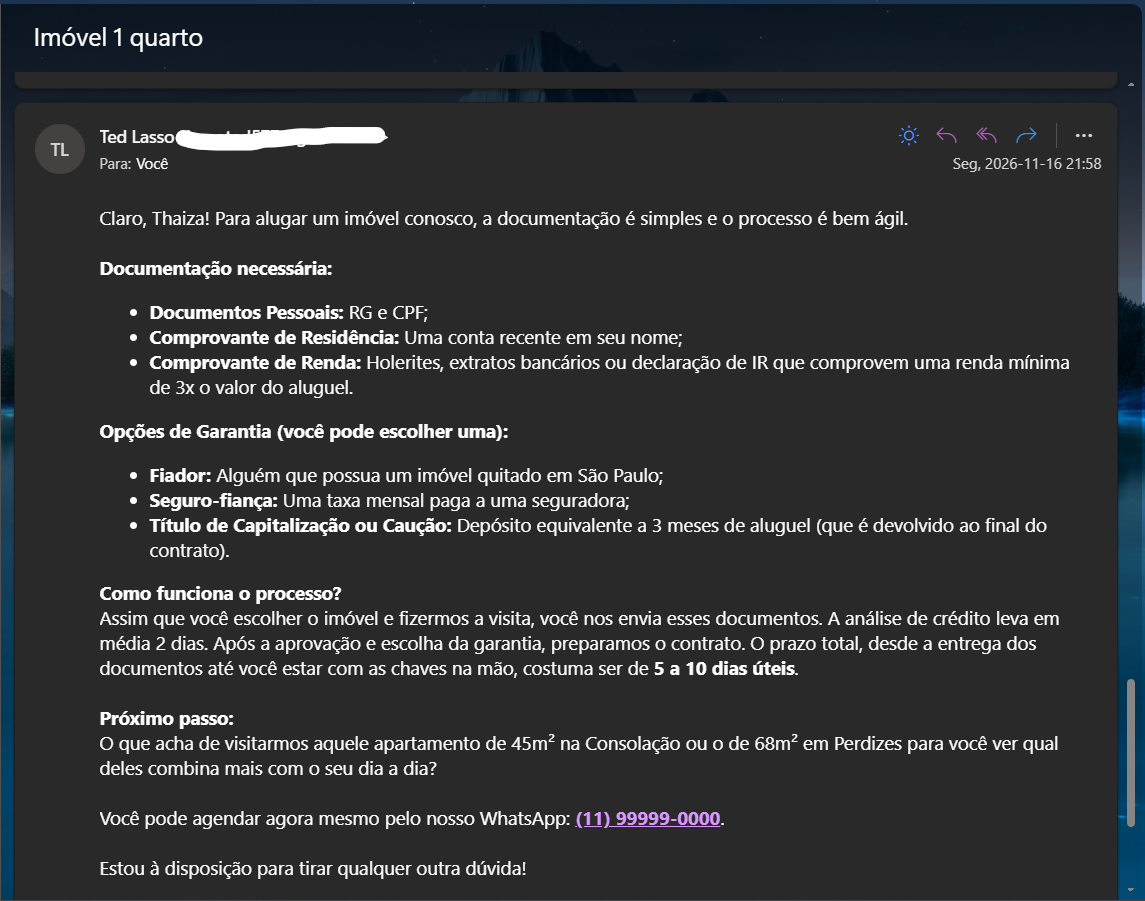 Imóvel 1 quarto
TL
Ted Lasso
Para: Você
Seg, 2026-11-16 21:58
Claro, Thaiza! Para alugar um imóvel conosco, a documentação é simples e o processo é bem ágil.
Documentação necessária:
• Documentos Pessoais: RG e CPF;
• Comprovante de Residência: Uma conta recente em seu nome;
• Comprovante de Renda: Holerites, extratos bancários ou declaração de IR que comprovem uma renda mínima
de 3x o valor do aluguel.
Opções de Garantia (você pode escolher uma):
• Fiador: Alguém que possua um imóvel quitado em São Paulo;
• Seguro-fiança: Uma taxa mensal paga a uma seguradora;
• Título de Capitalização ou Caução: Depósito equivalente a 3 meses de aluguel (que é devolvido ao final do
contrato).
Como funciona o processo?
Assim que você escolher o imóvel e fizermos a visita, você nos envia esses documentos. A análise de crédito leva em
média 2 dias. Após a aprovação e escolha da garantia, preparamos o contrato. O prazo total, desde a entrega dos
documentos até você estar com as chaves na mão, costuma ser de 5 a 10 dias úteis.
Próximo passo:
O que acha de visitarmos aquele apartamento de 45m² na Consolação ou o de 68m² em Perdizes para você ver qual
deles combina mais com o seu dia a dia?
Você pode agendar agora mesmo pelo nosso WhatsApp: (11) 99999-0000.
Estou à disposição para tirar qualquer outra dúvida!